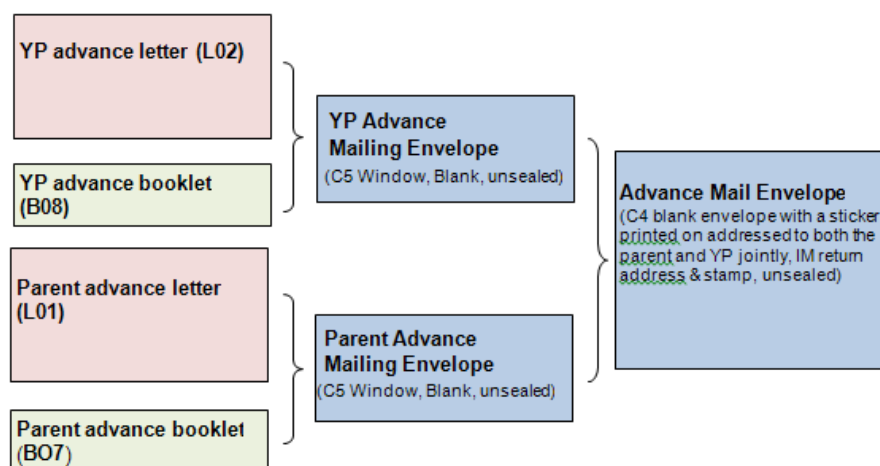 YP advance letter (L02)
YP advance booklet
(B08)
Parent advance letter
(L01)
Parent advance booklet
(BO7)
YP Advance
Mailing Envelope
(C5 Window, Blank, unsealed)
Parent Advance
Mailing Envelope
(C5 Window, Blank, unsealed)
Advance Mail Envelope
(C4 blank envelope with a sticker
printed on addressed to both the
parent and YP jointly, IM return
address & stamp, unsealed)